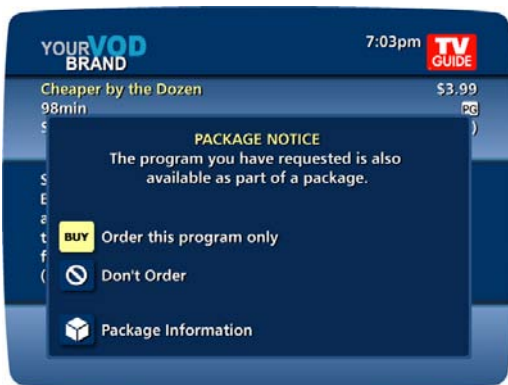 YOUR VOD
BRAND
7:03pm
TV
GUIDE
Cheaper by the Dozen
$3.99
98min
PG
PACKAGE NOTICE
The program you have requested is also
available as part of a package.
BUY Order this program only
Don't Order
Package Information